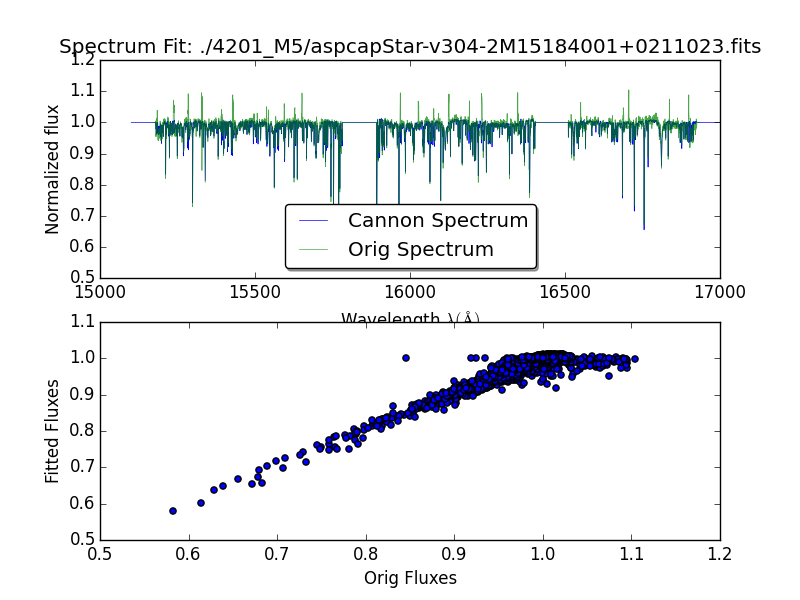 Spectrum Fit: ./4201_M5/aspcapStar-v304-2M15184001+0211023.fits
1.2
1.1
1.0
0.9
0.8
0.7
0.6
0.5
Normalized flux
Cannon Spectrum
Orig Spectrum
15000 15500 16000 16500 17000
Wavelength λ(Å)
1.1
1.0
0.9
0.8
0.7
0.6
0.5
Fitted Fluxes
0.5 0.6 0.7 0.8 0.9 1.0 1.1 1.2
Orig Fluxes